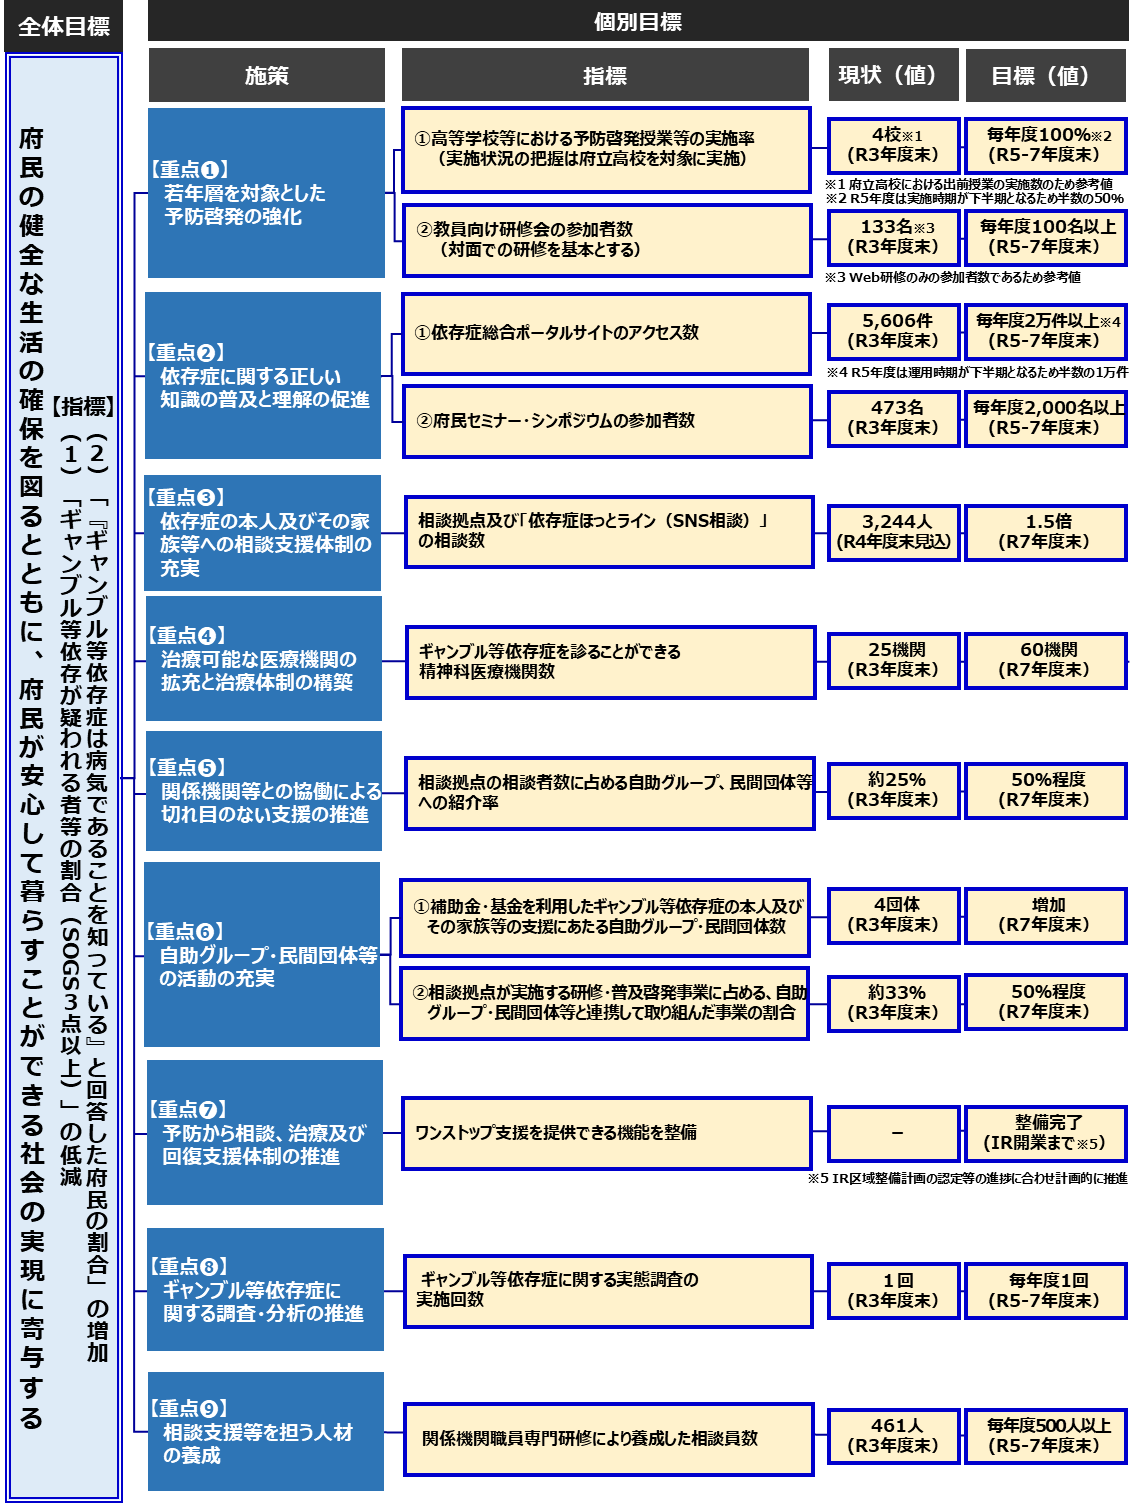 全体目標
府民の健全な生活の確保を図るとともに、府民が安心して暮らすことができる社会の実現に寄与する
【指標】
(1)「ギャンブル等依存が疑われる者等の割合(SOGS3点以上)」の低減
(2)「『ギャンブル等依存症は病気であることを知っている』と回答した府民の割合」の増加
個別目標
施策
指標
現状（値）
目標（値）
【重点❶】
若年層を対象とした
予防啓発の強化
①高等学校等における予防啓発授業等の実施率
（実施状況の把握は府立高校を対象に実施）
4校※1
(R3年度末)
毎年度100%※2
(R5-7年度末)
※1 府立高校における出前授業の実施数のため参考値
※2 R5年度は実施時期が下半期となるため半数の50%
②教員向け研修会の参加者数
（対面での研修を基本とする）
133名※3
(R3年度末)
毎年度100名以上
(R5-7年度末)
※3 Web研修のみの参加者数であるため参考値
【重点❷】
依存症に関する正しい
知識の普及と理解の促進
①依存症総合ポータルサイトのアクセス数
5,606件
(R3年度末)
毎年度2万件以上※4
(R5-7年度末)
※4 R5年度は運用時期が下半期となるため半数の1万件
②府民セミナー・シンポジウムの参加者数
473名
(R3年度末)
毎年度2,000名以上
(R5-7年度末)
【重点❸】
依存症の本人及びその家
族等への相談支援体制の
充実
相談拠点及び「依存症ほっとライン（SNS相談）」
の相談数
3,244人
(R4年度末見込)
1.5倍
(R7年度末)
【重点❹】
治療可能な医療機関の
拡充と治療体制の構築
ギャンブル等依存症を診ることができる
精神科医療機関数
25機関
(R3年度末)
60機関
(R7年度末)
【重点❺】
関係機関等との協働による
切れ目のない支援の推進
相談拠点の相談者数に占める自助グループ、民間団体等
への紹介率
約25%
(R3年度末)
50%程度
(R7年度末)
【重点❻】
自助グループ・民間団体等
の活動の充実
①補助金・基金を利用したギャンブル等依存症の本人及び
その家族等の支援にあたる自助グループ・民間団体数
4団体
(R3年度末)
増加
(R7年度末)
②相談拠点が実施する研修・普及啓発事業に占める、自助
グループ・民間団体等と連携して取り組んだ事業の割合
約33%
(R3年度末)
50%程度
(R7年度末)
【重点❼】
予防から相談、治療及び
回復支援体制の推進
ワンストップ支援を提供できる機能を整備
–
整備完了
(IR開業まで※5)
※5 IR区域整備計画の認定等の進捗に合わせ計画的に推進
【重点❽】
ギャンブル等依存症に
関する調査・分析の推進
ギャンブル等依存症に関する実態調査の
実施回数
1回
(R3年度末)
毎年度1回
(R5-7年度末)
【重点❾】
相談支援等を担う人材
の養成
関係機関職員専門研修により養成した相談員数
461人
(R3年度末)
毎年度500人以上
(R5-7年度末)